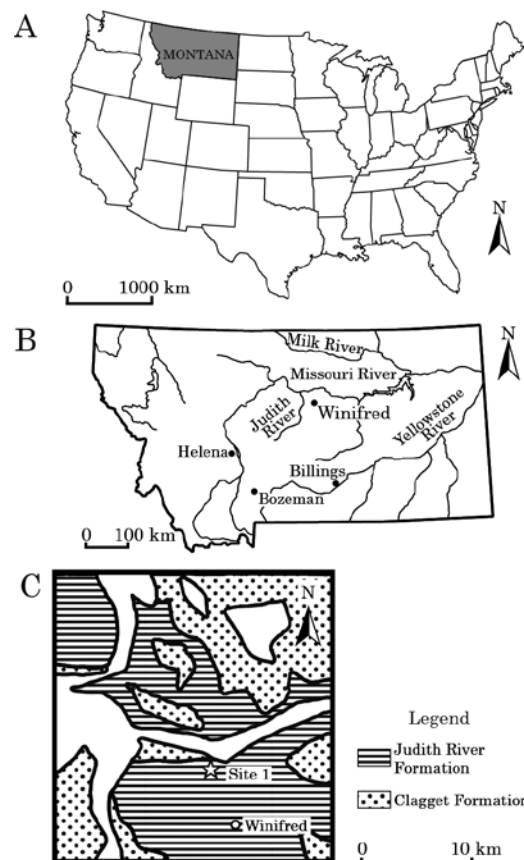 A
MONTANA
N
0 1000 km
B
N
Milk River
Missouri River
Judith
River
Winifred
Yellowstone
River
Helena
Billings
Bozeman
0 100 km
C
N
Legend
Judith River
Formation
Site 1
Clagget Formation
Winifred
0 10 km